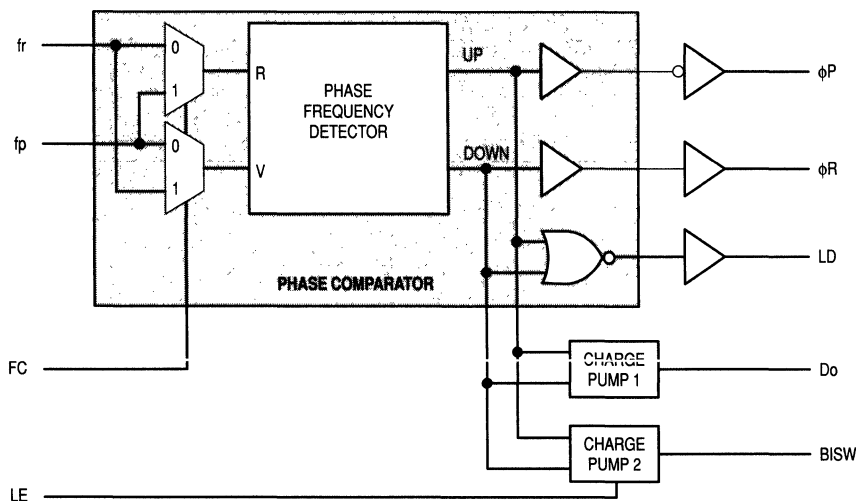 fr
0
1
fp
0
1
R
V
PHASE
FREQUENCY
DETECTOR
UP
DOWN
PHASE COMPARATOR
ϕP
ϕR
LD
FC
CHARGE
PUMP 1
Do
CHARGE
PUMP 2
BISW
LE